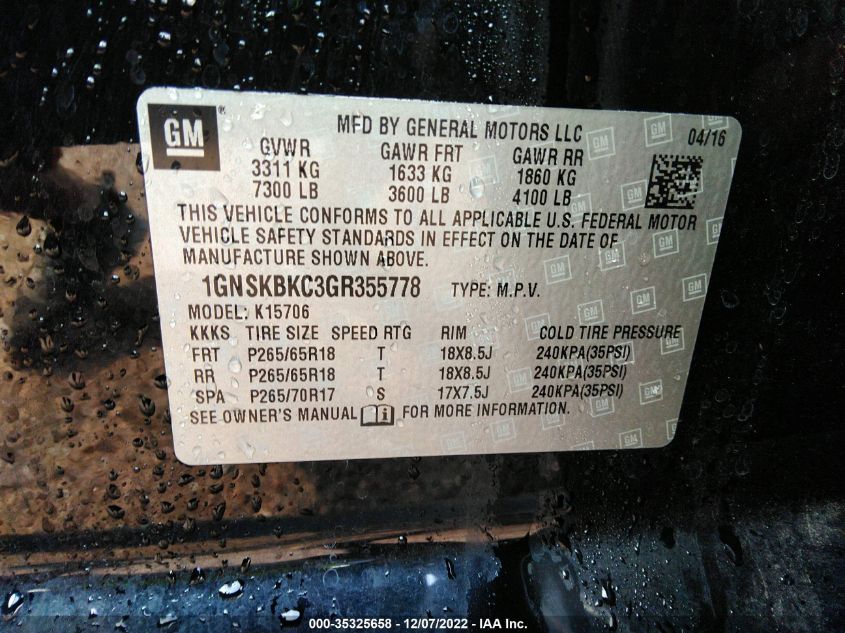 GM® MFD BY GENERAL MOTORS LLC 04/16
GVWR GAWR FRT GAWR RR
3311 KG 1633 KG 1860 KG
7300 LB 3600 LB 4100 LB
THIS VEHICLE CONFORMS TO ALL APPLICABLE U.S. FEDERAL MOTOR
VEHICLE SAFETY STANDARDS IN EFFECT ON THE DATE OF
MANUFACTURE SHOWN ABOVE.
1GNSKBKC3GR355778 TYPE: M.P.V.
MODEL: K15706
KKKS TIRE SIZE SPEED RTG RIM COLD TIRE PRESSURE
FRT P265/65R18 T 18X8.5J 240KPA(35PSI)
RR P265/65R18 T 18X8.5J 240KPA(35PSI)
SPA P265/70R17 S 17X7.5J 240KPA(35PSI)
SEE OWNER'S MANUAL FOR MORE INFORMATION.
000-35325658 - 12/07/2022 - IAA Inc.